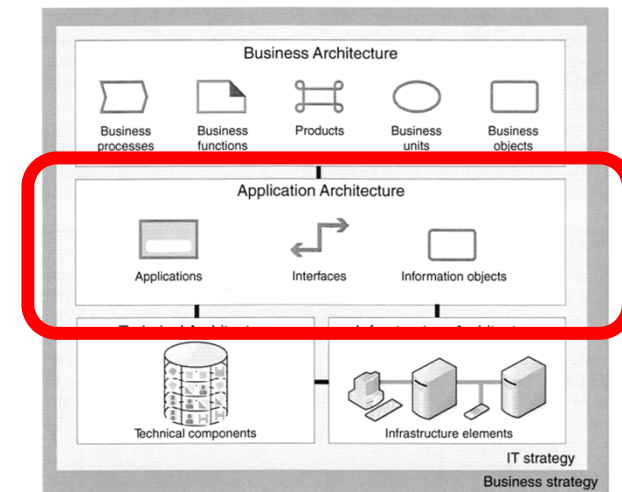 Business Architecture
Business processes
Business functions
Products
Business units
Business objects
Application Architecture
Applications
Interfaces
Information objects
Technical components
Infrastructure elements
IT strategy
Business strategy